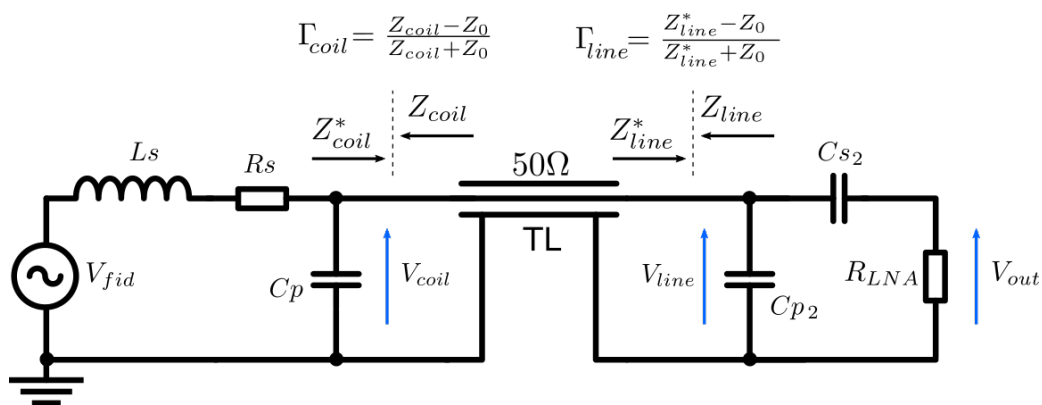 Γcoil = Zcoil−Z0 / Zcoil+Z0
Γline = Z*line−Z0 / Z*line+Z0
Z*coil
Zcoil
Z*line
Zline
Ls
Rs
50Ω
Cs2
TL
Vfid
Cp
Vcoil
Vline
Cp2
RLNA
Vout